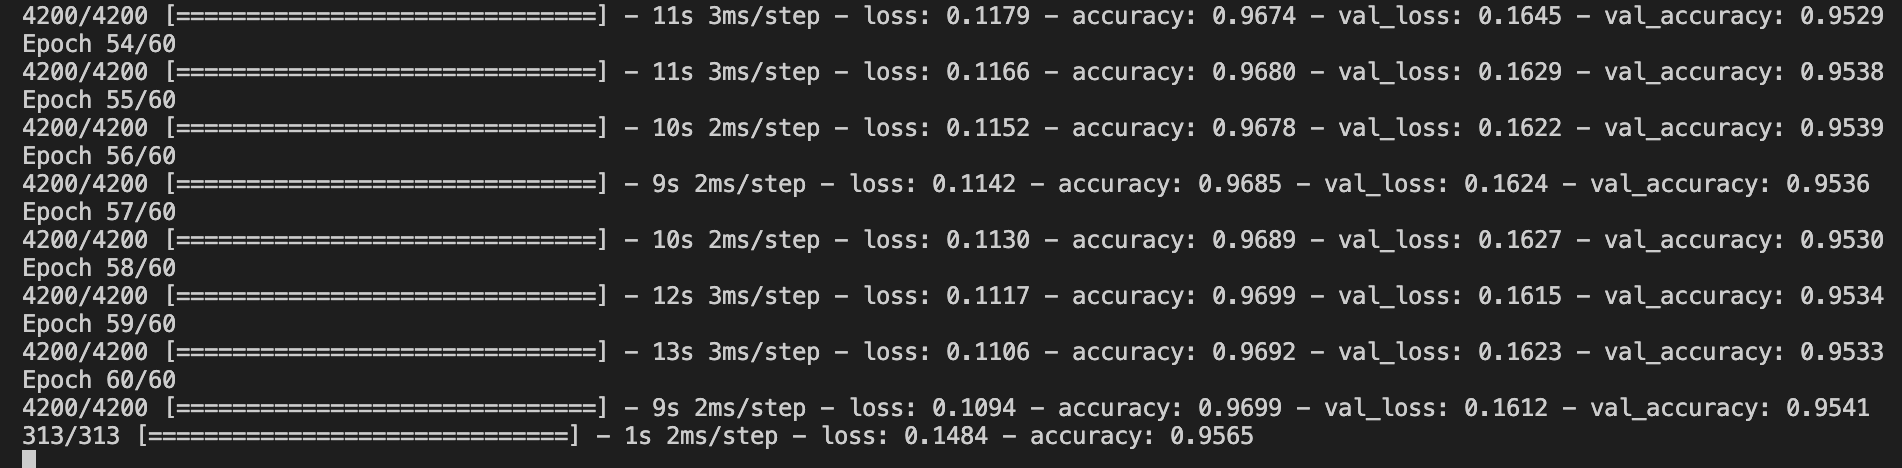 4200/4200 [==============================] - 11s 3ms/step - loss: 0.1179 - accuracy: 0.9674 - val_loss: 0.1645 - val_accuracy: 0.9529
Epoch 54/60
4200/4200 [==============================] - 11s 3ms/step - loss: 0.1166 - accuracy: 0.9680 - val_loss: 0.1629 - val_accuracy: 0.9538
Epoch 55/60
4200/4200 [==============================] - 10s 2ms/step - loss: 0.1152 - accuracy: 0.9678 - val_loss: 0.1622 - val_accuracy: 0.9539
Epoch 56/60
4200/4200 [==============================] - 9s 2ms/step - loss: 0.1142 - accuracy: 0.9685 - val_loss: 0.1624 - val_accuracy: 0.9536
Epoch 57/60
4200/4200 [==============================] - 10s 2ms/step - loss: 0.1130 - accuracy: 0.9689 - val_loss: 0.1627 - val_accuracy: 0.9530
Epoch 58/60
4200/4200 [==============================] - 12s 3ms/step - loss: 0.1117 - accuracy: 0.9699 - val_loss: 0.1615 - val_accuracy: 0.9534
Epoch 59/60
4200/4200 [==============================] - 13s 3ms/step - loss: 0.1106 - accuracy: 0.9692 - val_loss: 0.1623 - val_accuracy: 0.9533
Epoch 60/60
4200/4200 [==============================] - 9s 2ms/step - loss: 0.1094 - accuracy: 0.9699 - val_loss: 0.1612 - val_accuracy: 0.9541
313/313 [==============================] - 1s 2ms/step - loss: 0.1484 - accuracy: 0.9565